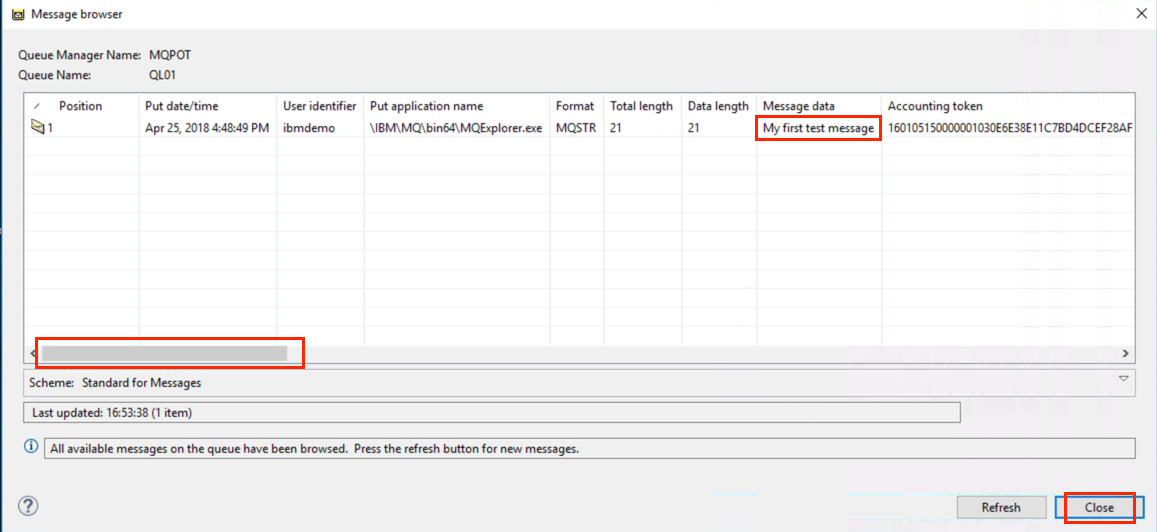 Message browser
Queue Manager Name: MQPOT
Queue Name: QL01
Position Put date/time User identifier Put application name Format Total length Data length Message data Accounting token
1 Apr 25, 2018 4:48:49 PM ibmdemo \IBM\MQ\bin64\MQExplorer.exe MQSTR 21 21 My first test message 160105150000001030E6E38E11C7BD4DCEF28AF
Scheme: Standard for Messages
Last updated: 16:53:38 (1 item)
All available messages on the queue have been browsed. Press the refresh button for new messages.
Refresh Close